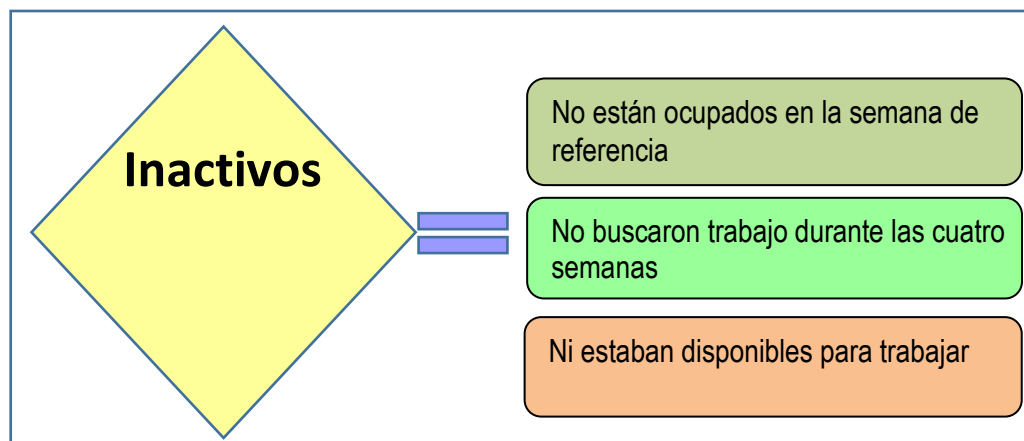 Inactivos
No están ocupados en la semana de
referencia
No buscaron trabajo durante las cuatro
semanas
Ni estaban disponibles para trabajar